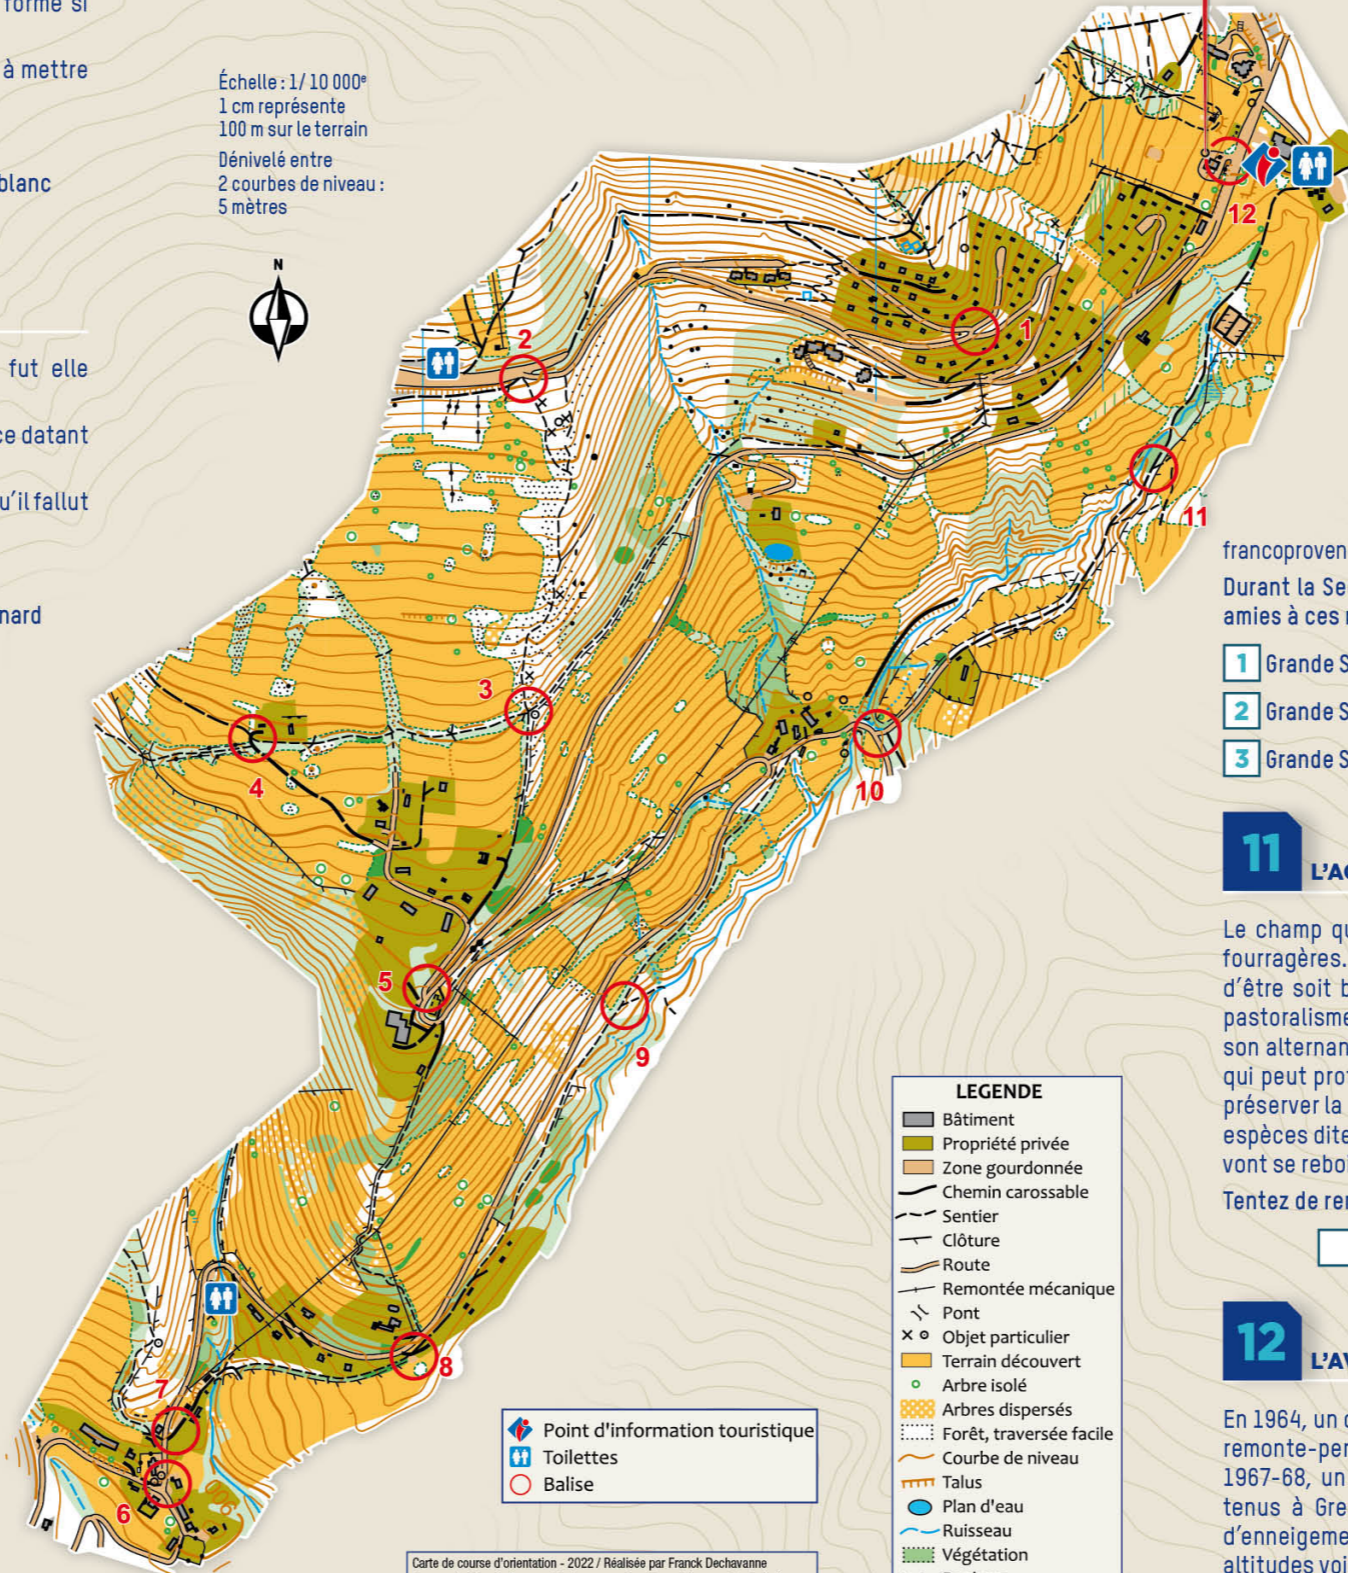 forme si
à mettre
Échelle : 1/ 10 000ᵉ
1 cm représente
100 m sur le terrain
Dénivelé entre
2 courbes de niveau :
5 mètres
blanc
N
fut elle
ce datant
u'il fallut
nard
1
2
3
4
5
6
7
8
9
10
11
12
900
francoproven
Durant la Se
amies à ces r
1 Grande S
2 Grande S
3 Grande S
11 L'AG
Le champ qu
fourragères.
d'être soit b
pastoralisme
son alternan
qui peut prot
préserver la
espèces dite
vont se reboi
Tentez de ren
12 L'AV
En 1964, un c
remonte-per
1967-68, un
tenus à Gre
d'enneigeme
altitudes voi
LEGENDE
Bâtiment
Propriété privée
Zone gourdonnée
Chemin carossable
Sentier
Clôture
Route
Remontée mécanique
Pont
Objet particulier
Terrain découvert
Arbre isolé
Arbres dispersés
Forêt, traversée facile
Courbe de niveau
Talus
Plan d'eau
Ruisseau
Végétation
Point d'information touristique
Toilettes
Balise
Carte de course d'orientation - 2022 / Réalisée par Franck Dechavanne